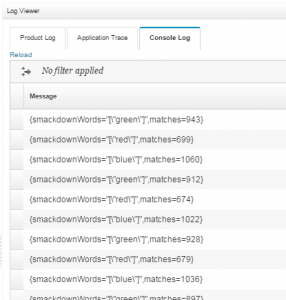 Log Viewer
Product Log Application Trace Console Log
Reload
No filter applied
Message
{smackdownWords="[\"green\"]",matches=943}
{smackdownWords="[\"red\"]",matches=699}
{smackdownWords="[\"blue\"]",matches=1060}
{smackdownWords="[\"green\"]",matches=912}
{smackdownWords="[\"red\"]",matches=674}
{smackdownWords="[\"blue\"]",matches=1022}
{smackdownWords="[\"green\"]",matches=928}
{smackdownWords="[\"red\"]",matches=679}
{smackdownWords="[\"blue\"]",matches=1036}
{smackdownWords="[\"green\"]",matches=897}